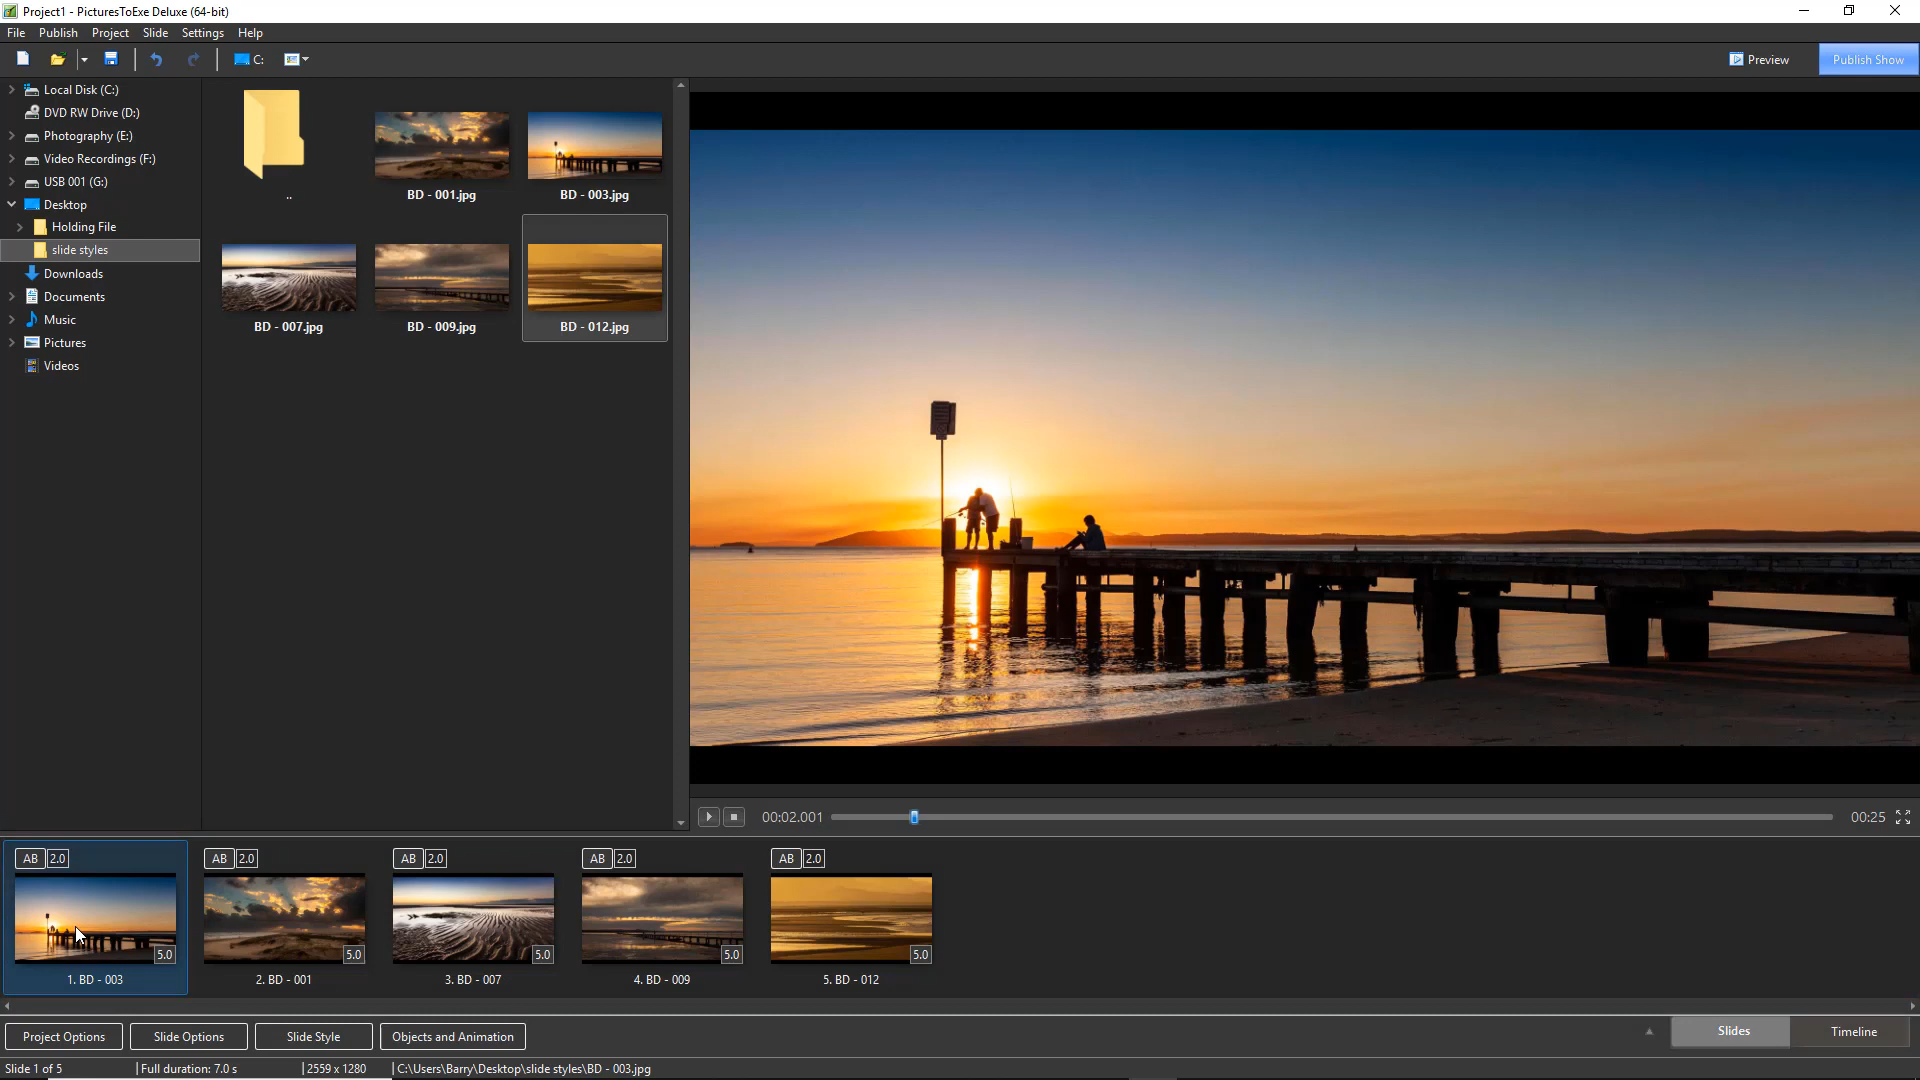 Project1 - PicturesToExe Deluxe (64-bit)
File Publish Project Slide Settings Help
C: Preview Publish Show
Local Disk (C:)
DVD RW Drive (D:)
Photography (E:)
Video Recordings (F:)
USB 001 (G:)
Desktop
Holding File
slide styles
Downloads
Documents
Music
Pictures
Videos
.. BD - 001.jpg BD - 003.jpg
BD - 007.jpg BD - 009.jpg BD - 012.jpg
00:02.001 00:25
AB 2.0 AB 2.0 AB 2.0 AB 2.0 AB 2.0
5.0 5.0 5.0 5.0 5.0
1. BD - 003 2. BD - 001 3. BD - 007 4. BD - 009 5. BD - 012
Project Options Slide Options Slide Style Objects and Animation Slides Timeline
Slide 1 of 5 Full duration: 7.0 s 2559 x 1280 C:\Users\Barry\Desktop\slide styles\BD - 003.jpg